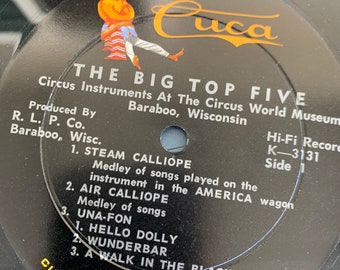 Cuca
THE BIG TOP FIVE
Circus Instruments At The Circus World Museum
Baraboo, Wisconsin
Produced By
R. L. P. Co.
Baraboo, Wisc.
Hi-Fi Record
K—3131
Side 1
1. STEAM CALLIOPE
Medley of songs played on the
instrument in the AMERICA wagon
2. AIR CALLIOPE
Medley of songs
3. UNA-FON
1. HELLO DOLLY
2. WUNDERBAR
3. A WALK IN THE